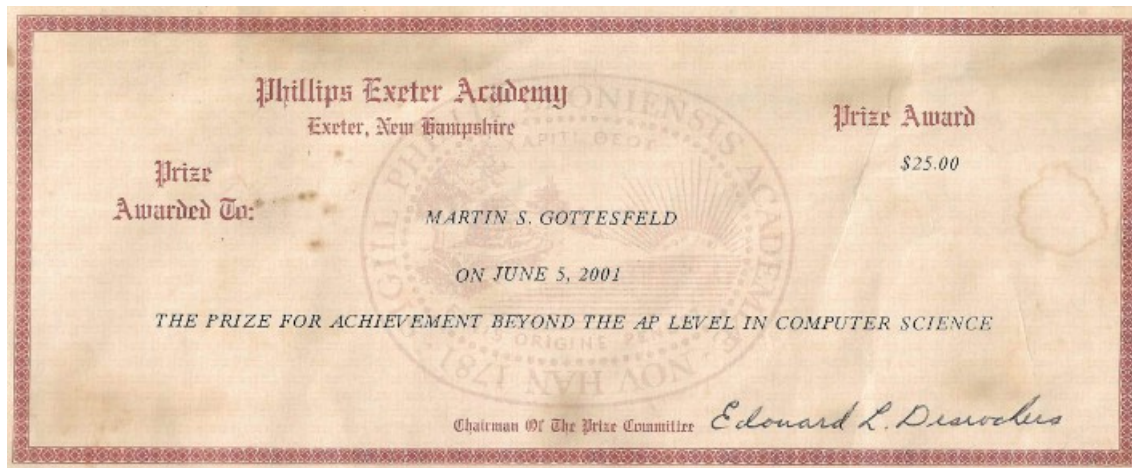 Phillips Exeter Academy
Exeter, New Hampshire
Prize Award
$25.00
Prize
Awarded To:
MARTIN S. GOTTESFELD
ON JUNE 5, 2001
THE PRIZE FOR ACHIEVEMENT BEYOND THE AP LEVEL IN COMPUTER SCIENCE
Chairman Of The Prize Committee Edouard L. Desrochers